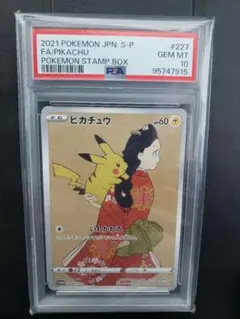 2021 POKEMON JPN. S-P #227
FA/PIKACHU GEM MT
POKEMON STAMP BOX 10
PSA 95747915
ピカチュウ 60